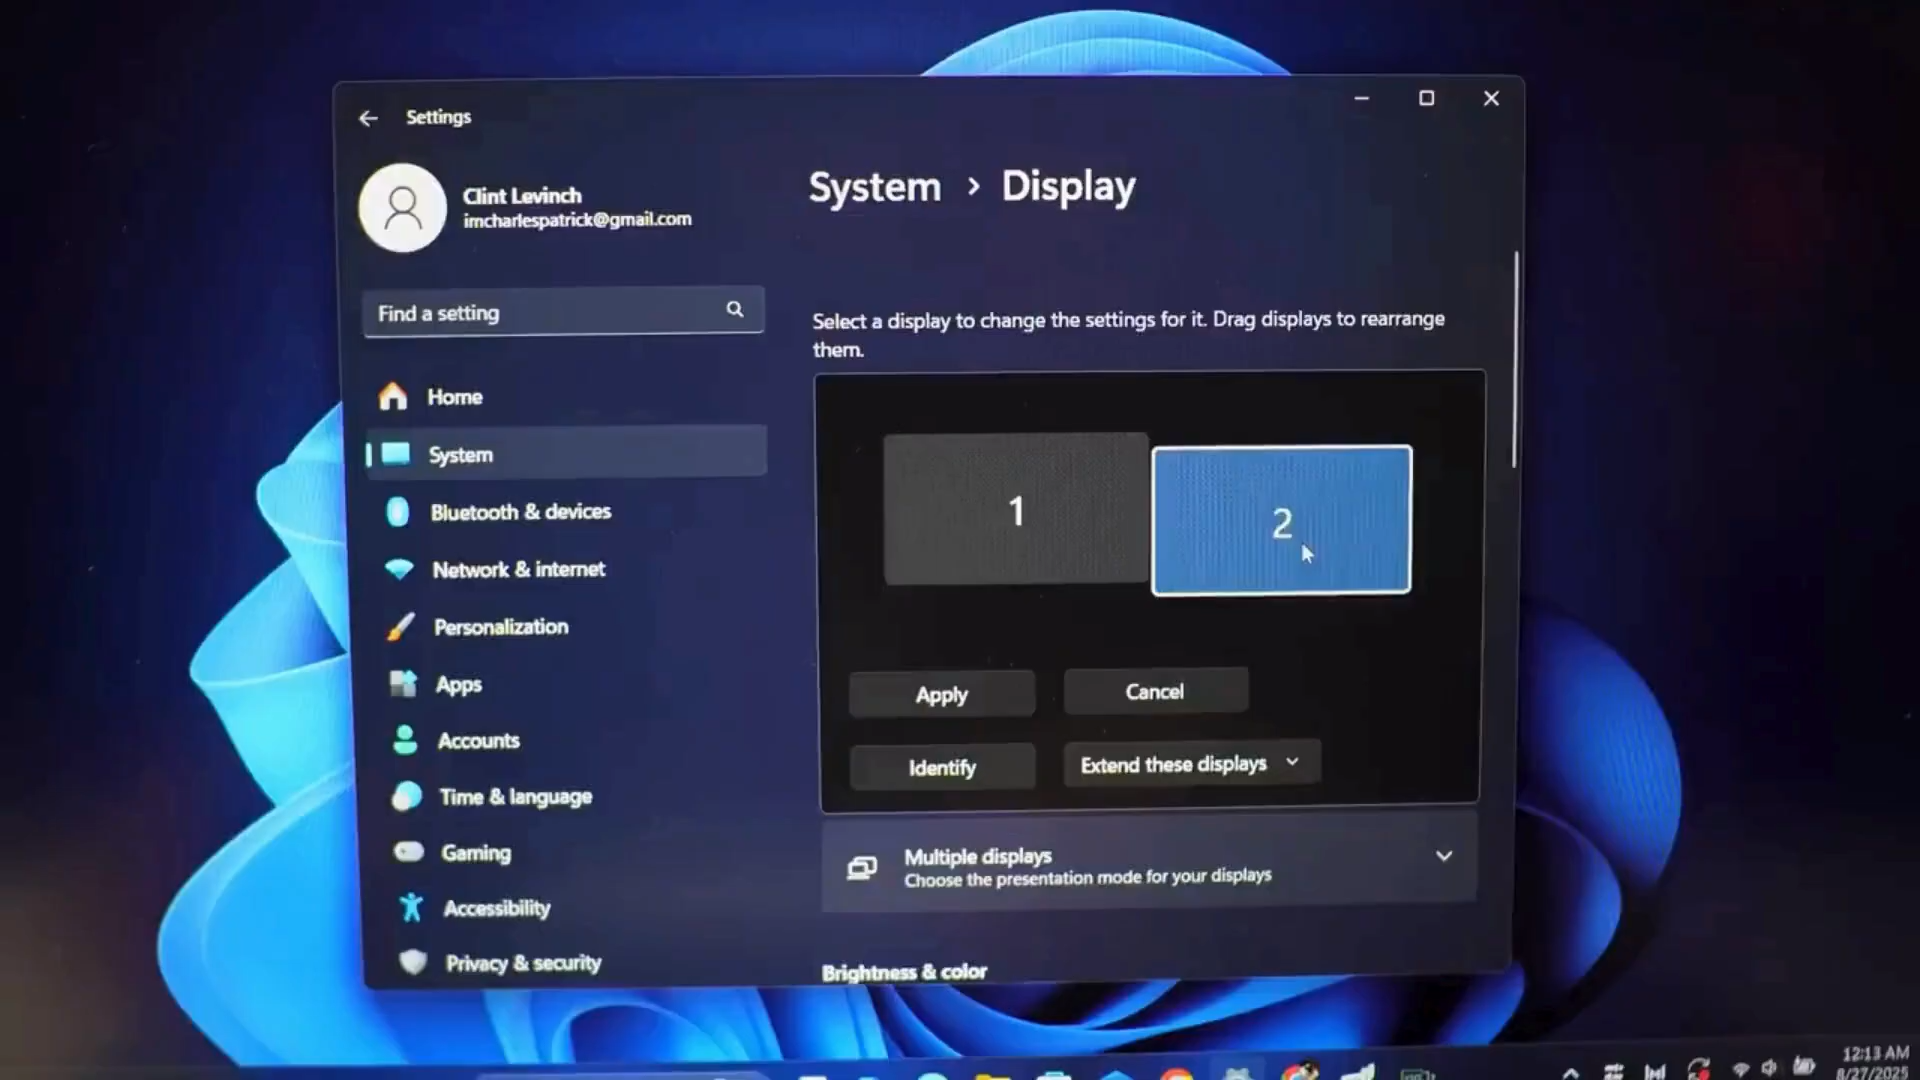 Settings
Clint Levinch
imcharlespatrick@gmail.com
Find a setting
Home
System
Bluetooth & devices
Network & internet
Personalization
Apps
Accounts
Time & language
Gaming
Accessibility
Privacy & security
System > Display
Select a display to change the settings for it. Drag displays to rearrange
them.
1
2
Apply
Cancel
Identify
Extend these displays
Multiple displays
Choose the presentation mode for your displays
Brightness & color
12:13 AM
8/27/2025